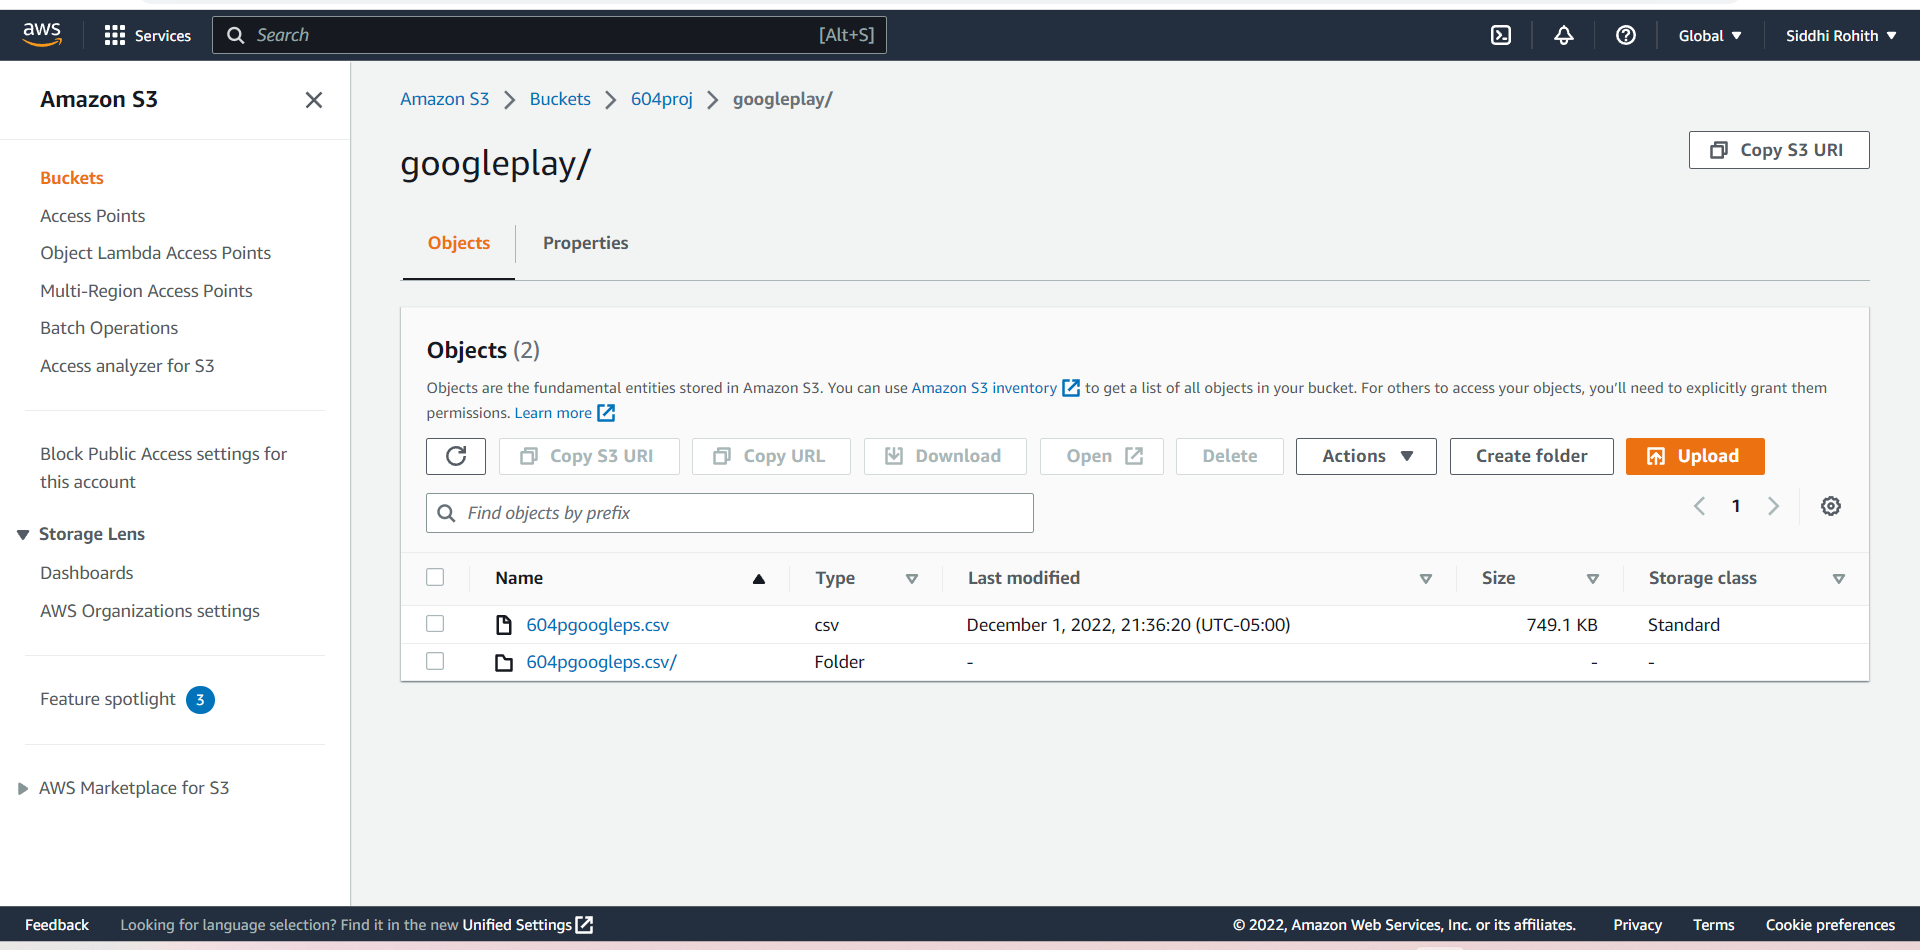 aws Services Search [Alt+S] Global Siddhi Rohith
Amazon S3
Buckets
Access Points
Object Lambda Access Points
Multi-Region Access Points
Batch Operations
Access analyzer for S3
Block Public Access settings for
this account
Storage Lens
Dashboards
AWS Organizations settings
Feature spotlight 3
AWS Marketplace for S3
Amazon S3 Buckets 604proj googleplay/
googleplay/
Copy S3 URI
Objects Properties
Objects (2)
Objects are the fundamental entities stored in Amazon S3. You can use Amazon S3 inventory to get a list of all objects in your bucket. For others to access your objects, you’ll need to explicitly grant them
permissions. Learn more
Copy S3 URI Copy URL Download Open Delete Actions Create folder Upload
Find objects by prefix 1
Name Type Last modified Size Storage class
604pgoogleps.csv csv December 1, 2022, 21:36:20 (UTC-05:00) 749.1 KB Standard
604pgoogleps.csv/ Folder - - -
Feedback Looking for language selection? Find it in the new Unified Settings © 2022, Amazon Web Services, Inc. or its affiliates. Privacy Terms Cookie preferences